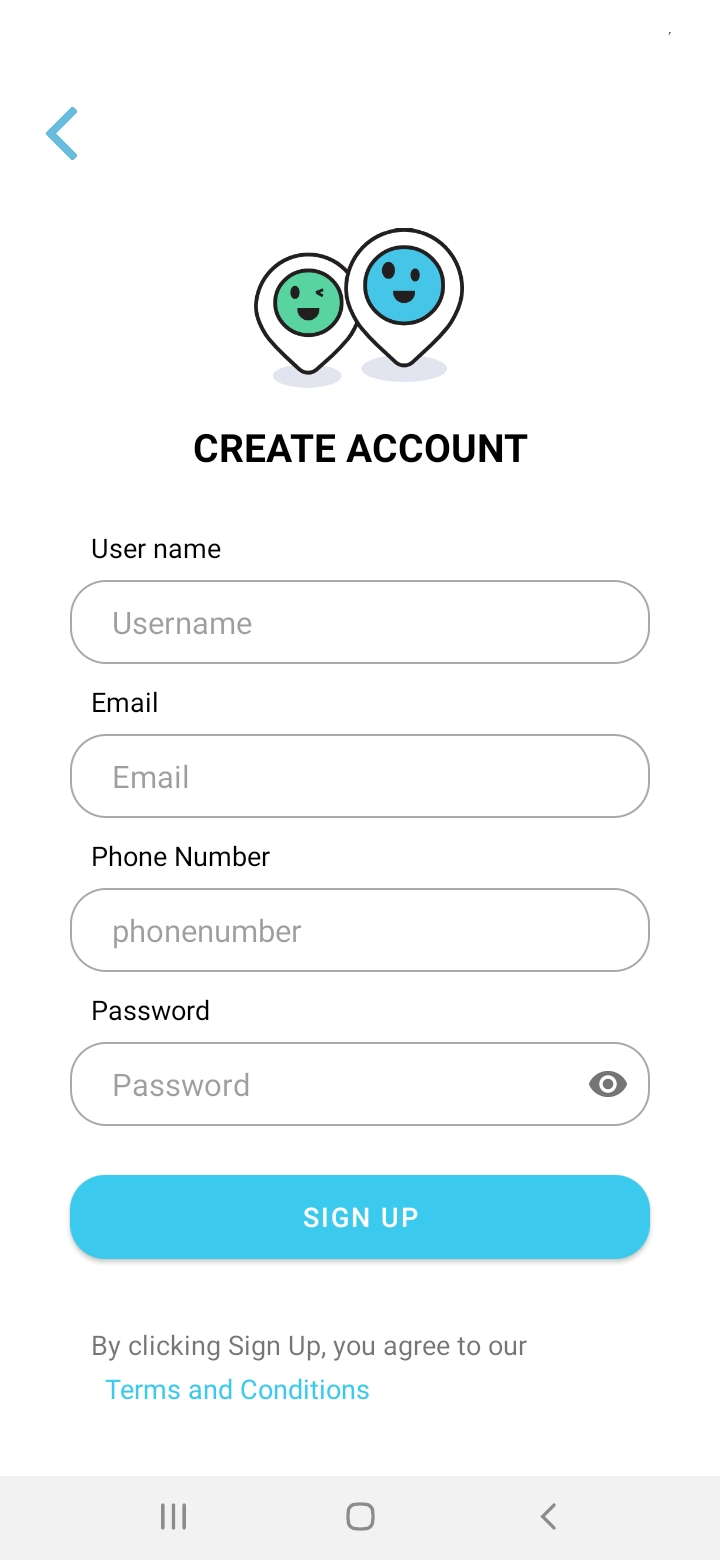 CREATE ACCOUNT
User name
Username
Email
Email
Phone Number
phonenumber
Password
Password
SIGN UP
By clicking Sign Up, you agree to our
Terms and Conditions